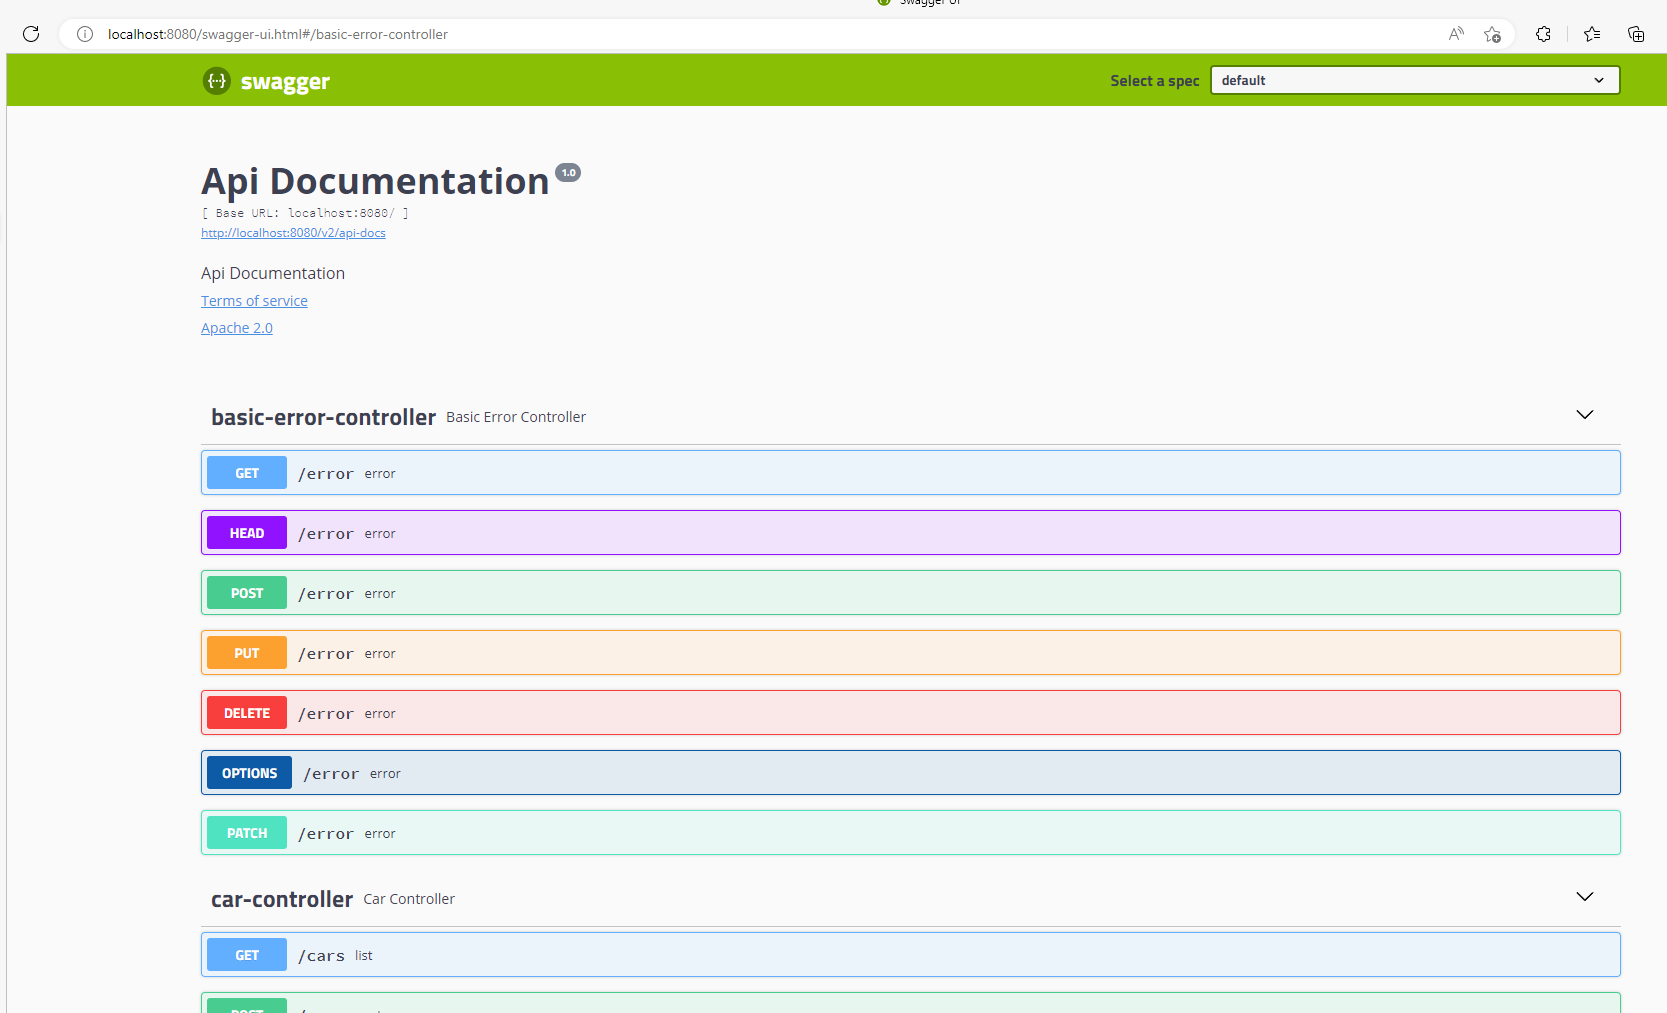 Swagger UI
localhost:8080/swagger-ui.html#/basic-error-controller
swagger
Select a spec
default
Api Documentation 1.0
[ Base URL: localhost:8080/ ]
http://localhost:8080/v2/api-docs
Api Documentation
Terms of service
Apache 2.0
basic-error-controller Basic Error Controller
GET /error error
HEAD /error error
POST /error error
PUT /error error
DELETE /error error
OPTIONS /error error
PATCH /error error
car-controller Car Controller
GET /cars list
POST